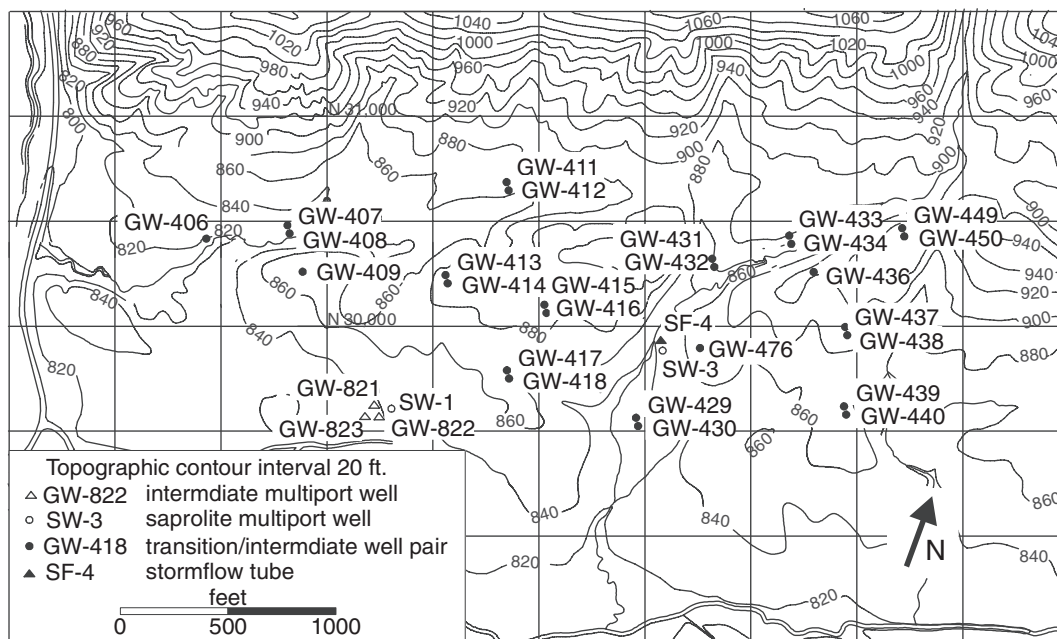 1040
1060
1060
920
960
880
1020
1000
1000
1020
1040
1000
980
960
940
1000
960
820
800
940
N 31.000
920
920
960
940
920
900
880
900
880
900
860
GW-411
GW-412
840
820
GW-406
GW-407
GW-408
GW-431
GW-432
GW-433
GW-434
GW-449
GW-450
900
940
820
GW-409
GW-413
GW-414
GW-415
GW-416
860
GW-436
940
920
840
860
860
N 30.000
880
SF-4
GW-437
GW-438
900
880
840
820
GW-417
GW-418
GW-476
SW-3
860
GW-821
SW-1
GW-823
GW-822
860
GW-429
GW-430
860
GW-439
GW-440
860
860
Topographic contour interval 20 ft.
GW-822 intermdiate multiport well
SW-3 saprolite multiport well
GW-418 transition/intermdiate well pair
SF-4 stormflow tube
feet
0 500 1000
840
840
820
820
840
N